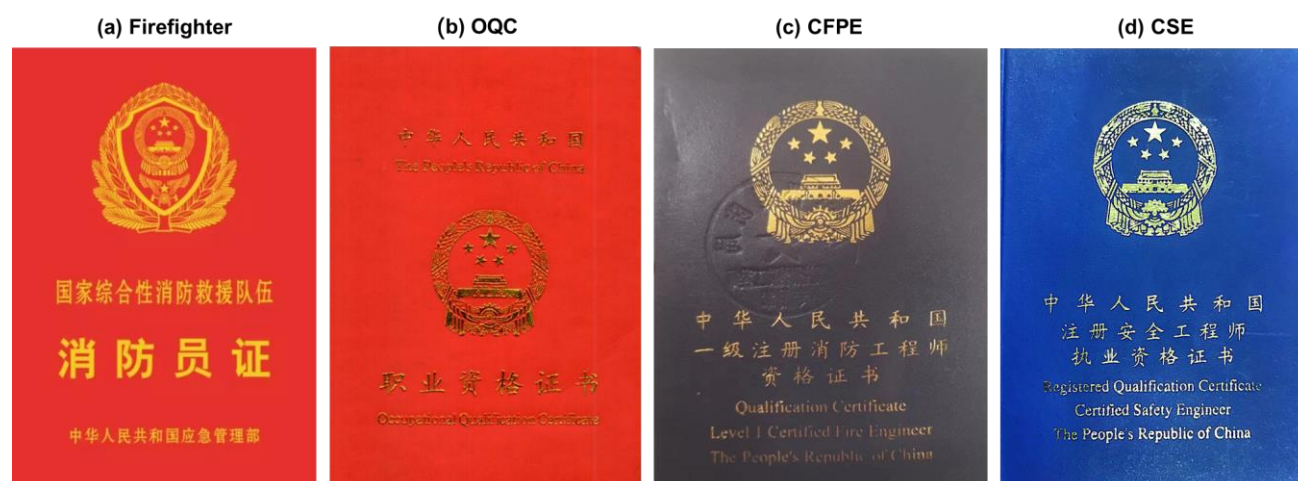 (a) Firefighter
国家综合性消防救援队伍
消防员证
中华人民共和国应急管理部
(b) OQC
中华人民共和国
The People's Republic of China
职业资格证书
Occupational Qualification Certificate
(c) CFPE
中华人民共和国
一级注册消防工程师
资格证书
Qualification Certificate
Level 1 Certified Fire Engineer
The People's Republic of China
(d) CSE
中华人民共和国
注册安全工程师
执业资格证书
Registered Qualification Certificate
Certified Safety Engineer
The People's Republic of China